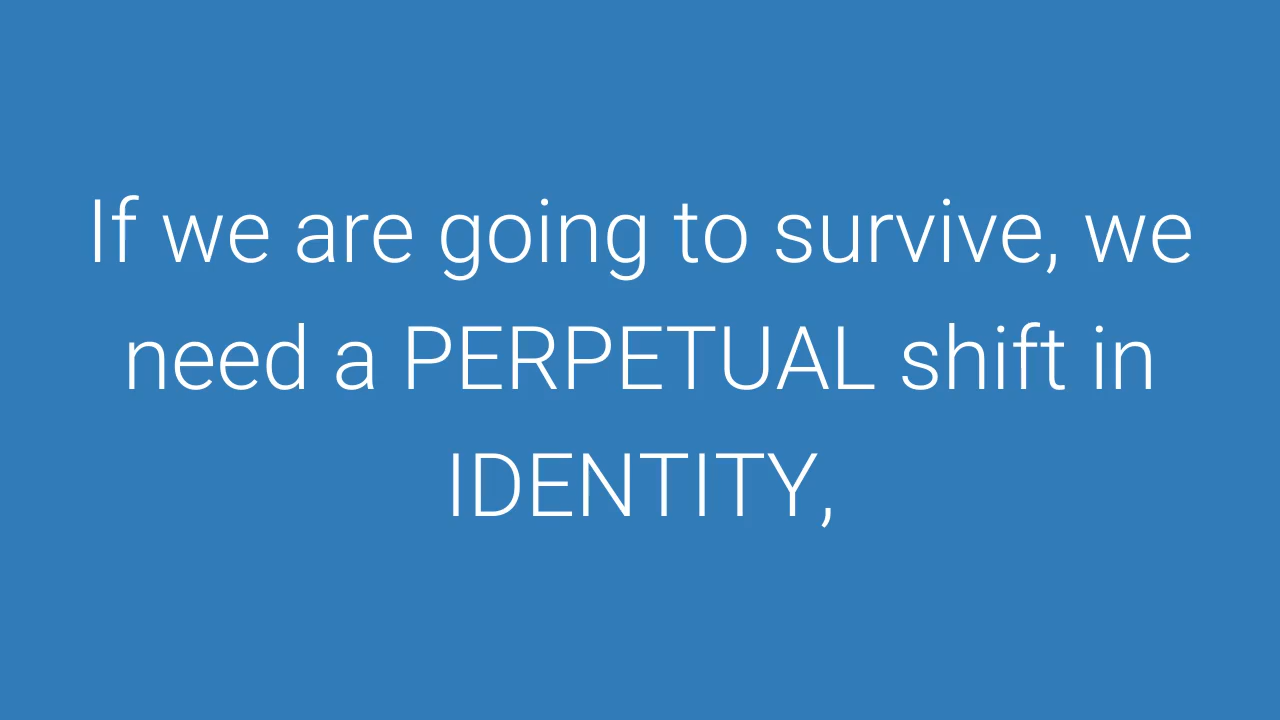 If we are going to survive, we
need a PERPETUAL shift in
IDENTITY,